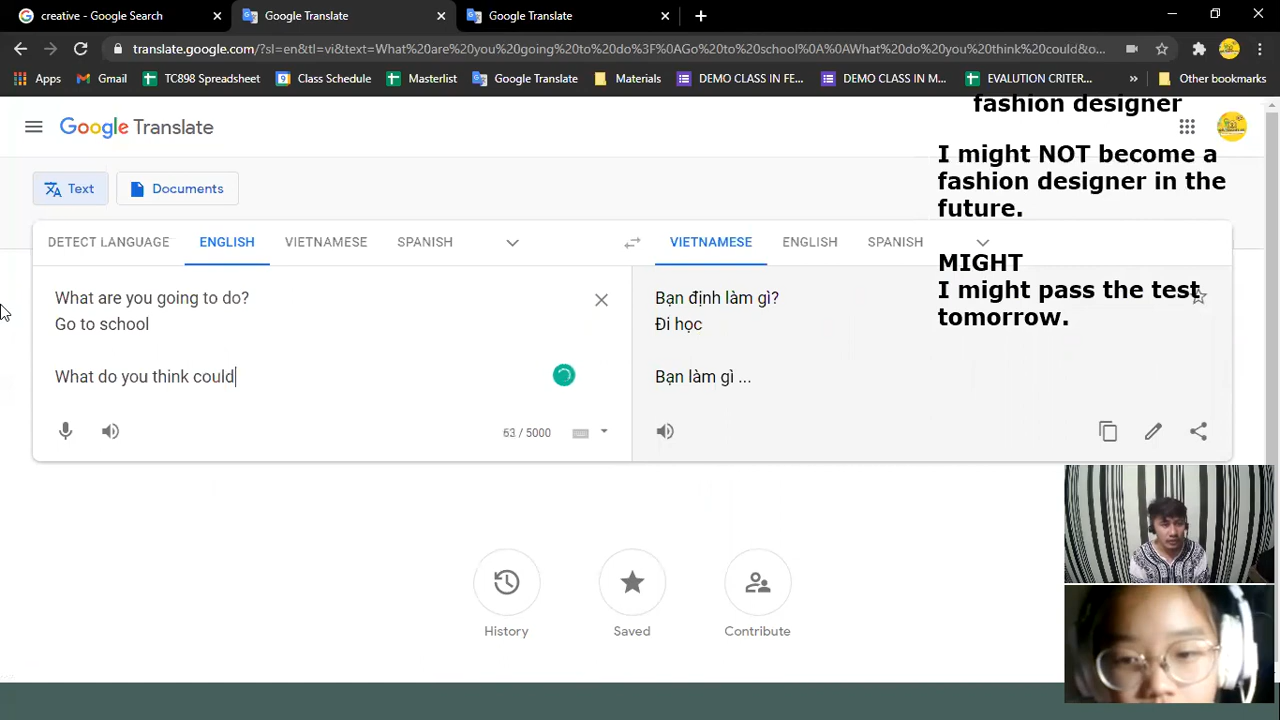 creative - Google Search
Google Translate
Google Translate
translate.google.com/?sl=en&tl=vi&text=What%20are%20you%20going%20to%20do%3F%0AGo%20to%20school%0A%0AWhat%20do%20you%20think%20could&o...
Apps
Gmail
TC898 Spreadsheet
Class Schedule
Masterlist
Google Translate
Materials
DEMO CLASS IN FE...
DEMO CLASS IN M...
EVALUTION CRITER...
»
Other bookmarks
fashion designer
Google Translate
I might NOT become a
fashion designer in the
future.
Text
Documents
DETECT LANGUAGE
ENGLISH
VIETNAMESE
SPANISH
VIETNAMESE
ENGLISH
SPANISH
MIGHT
I might pass the test
tomorrow.
What are you going to do?
Go to school
What do you think could
63 / 5000
Bạn định làm gì?
Đi học
Bạn làm gì ...
History
Saved
Contribute